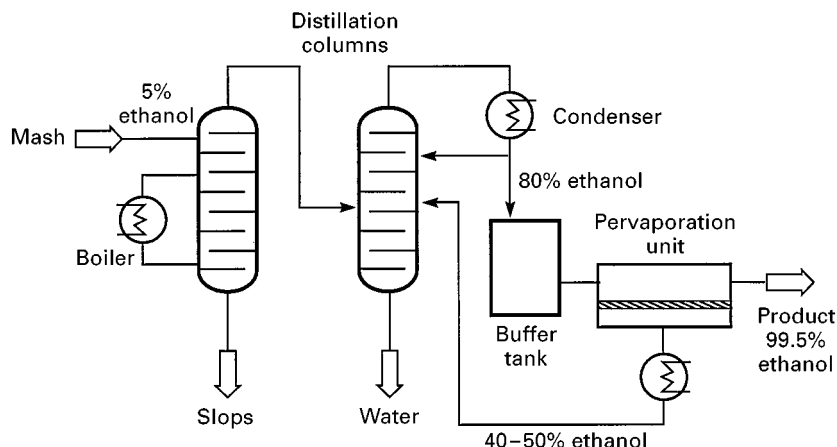 Distillation
columns
5%
ethanol
Mash
Boiler
Condenser
80% ethanol
Pervaporation
unit
Buffer
tank
Product
99.5%
ethanol
Slops
Water
40–50% ethanol